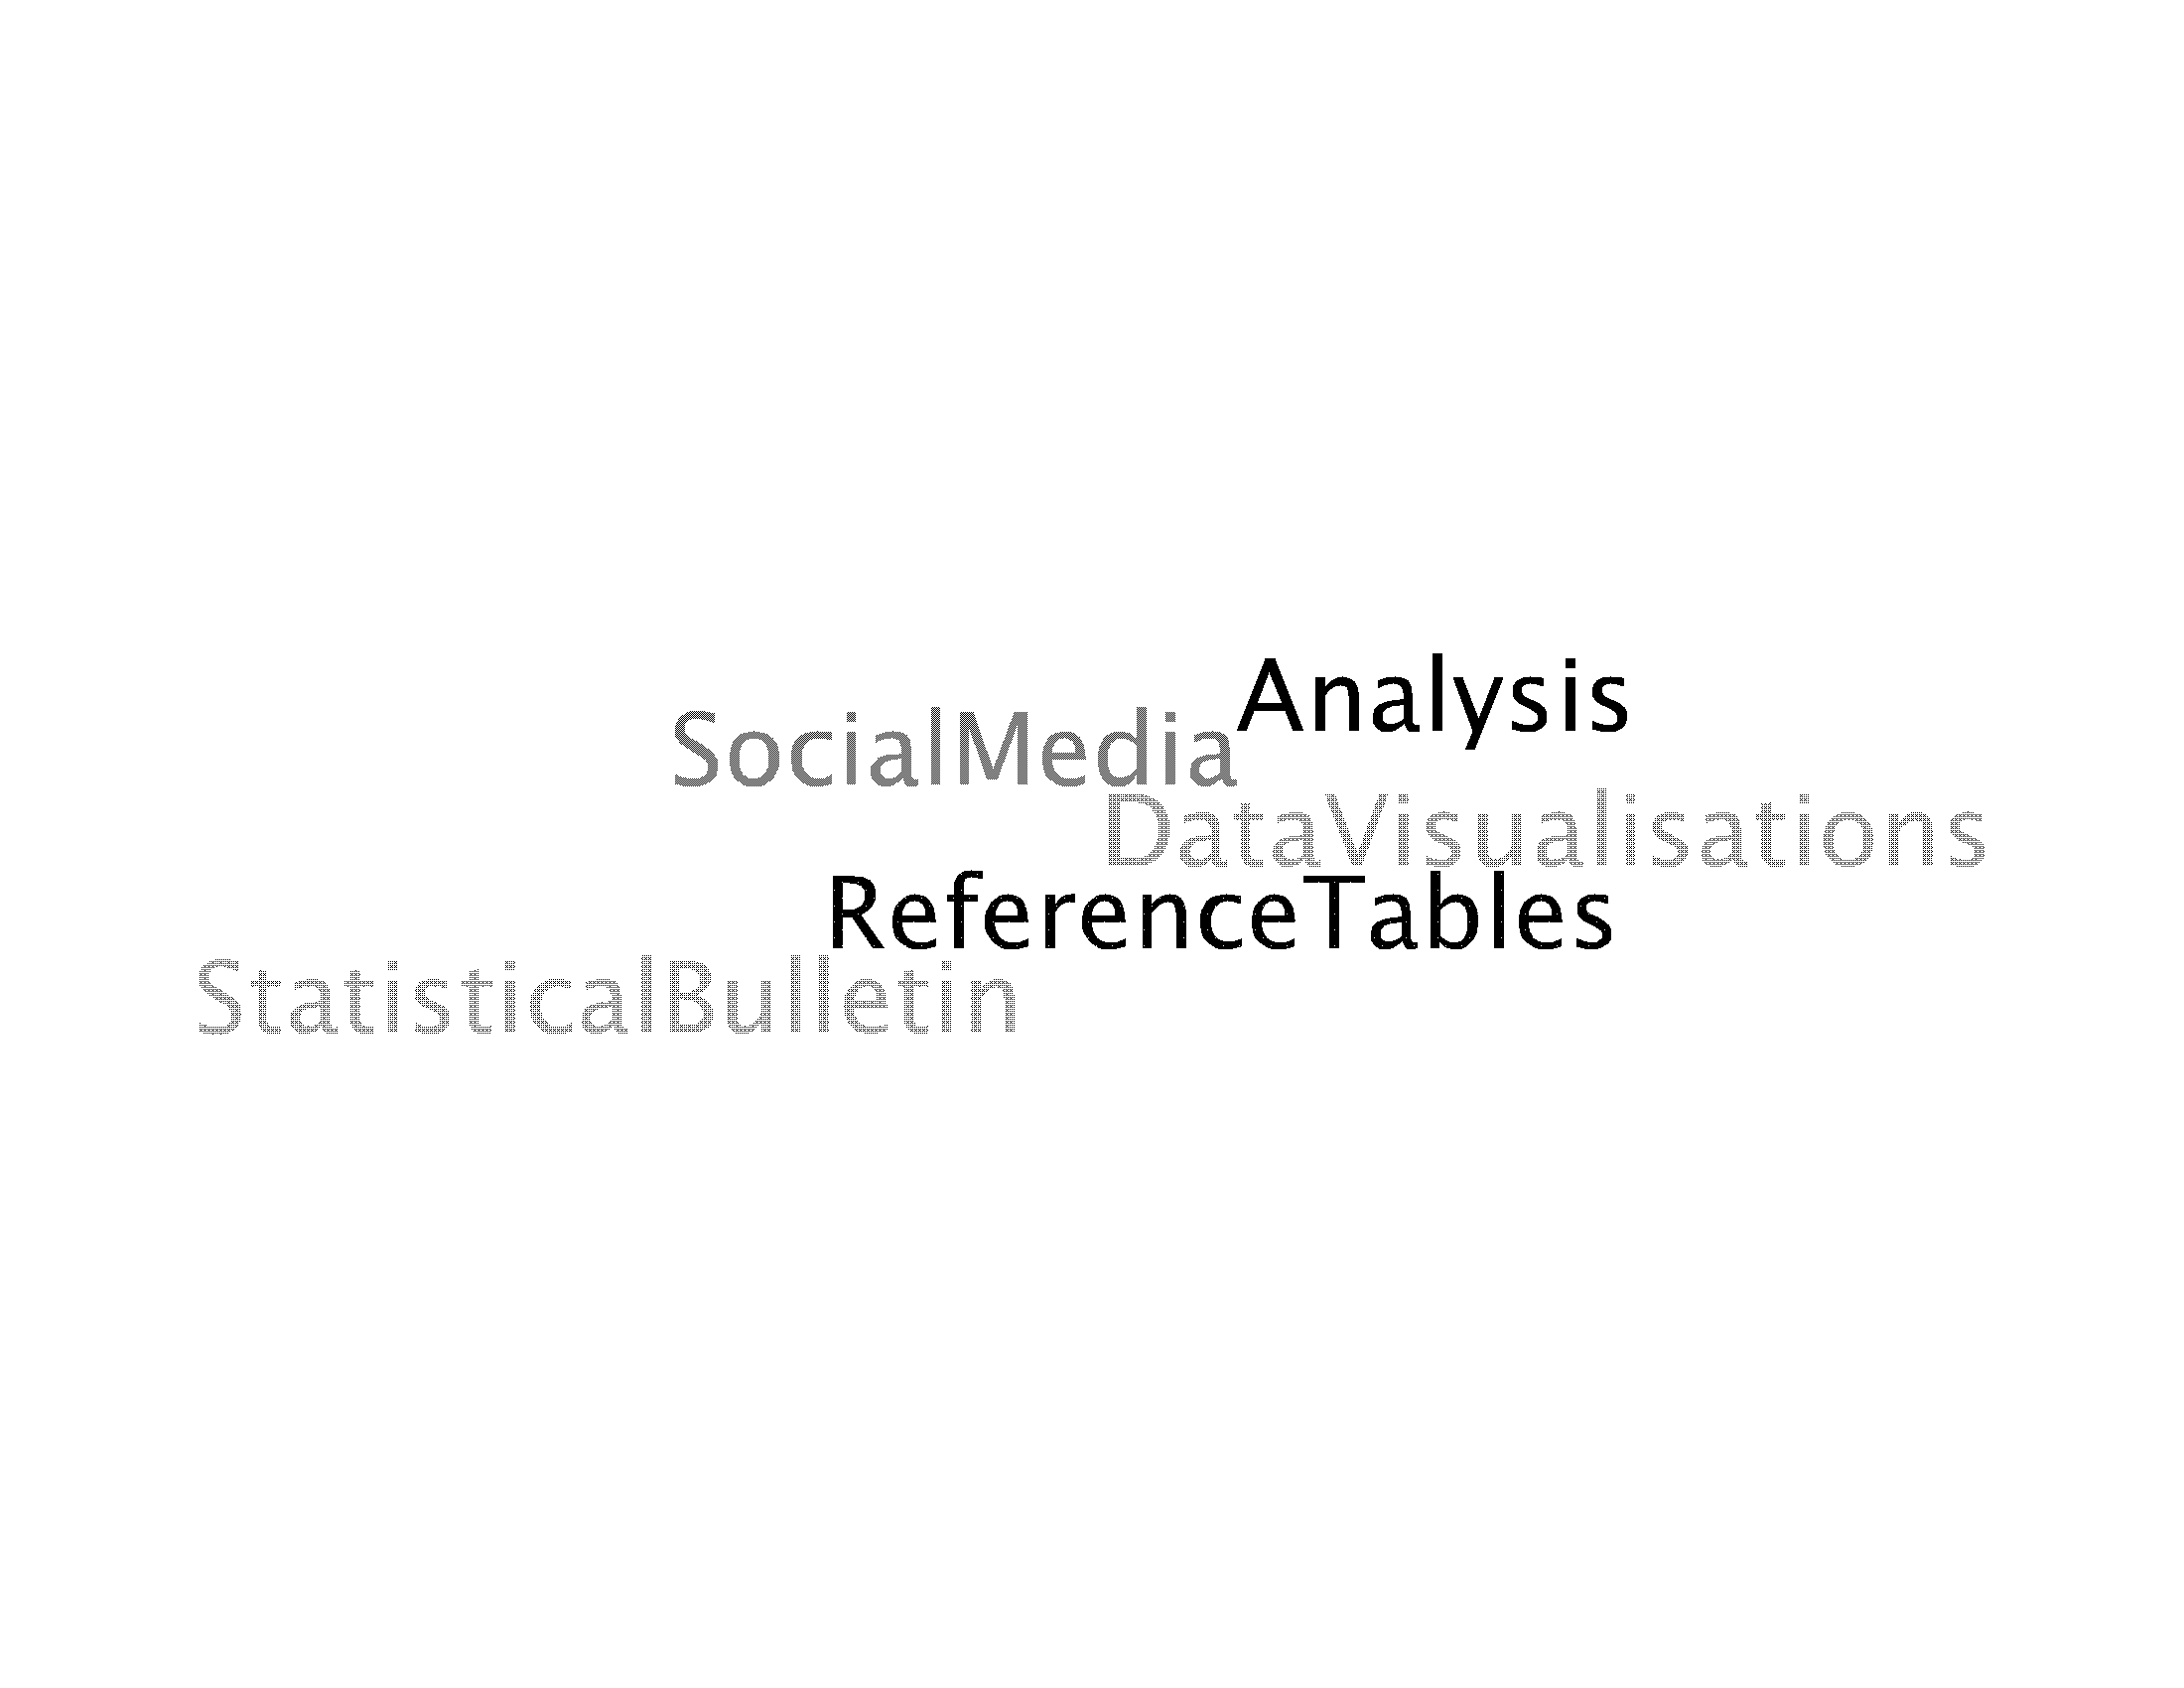 Analysis
SocialMedia
DataVisualisations
ReferenceTables
StatisticalBulletin